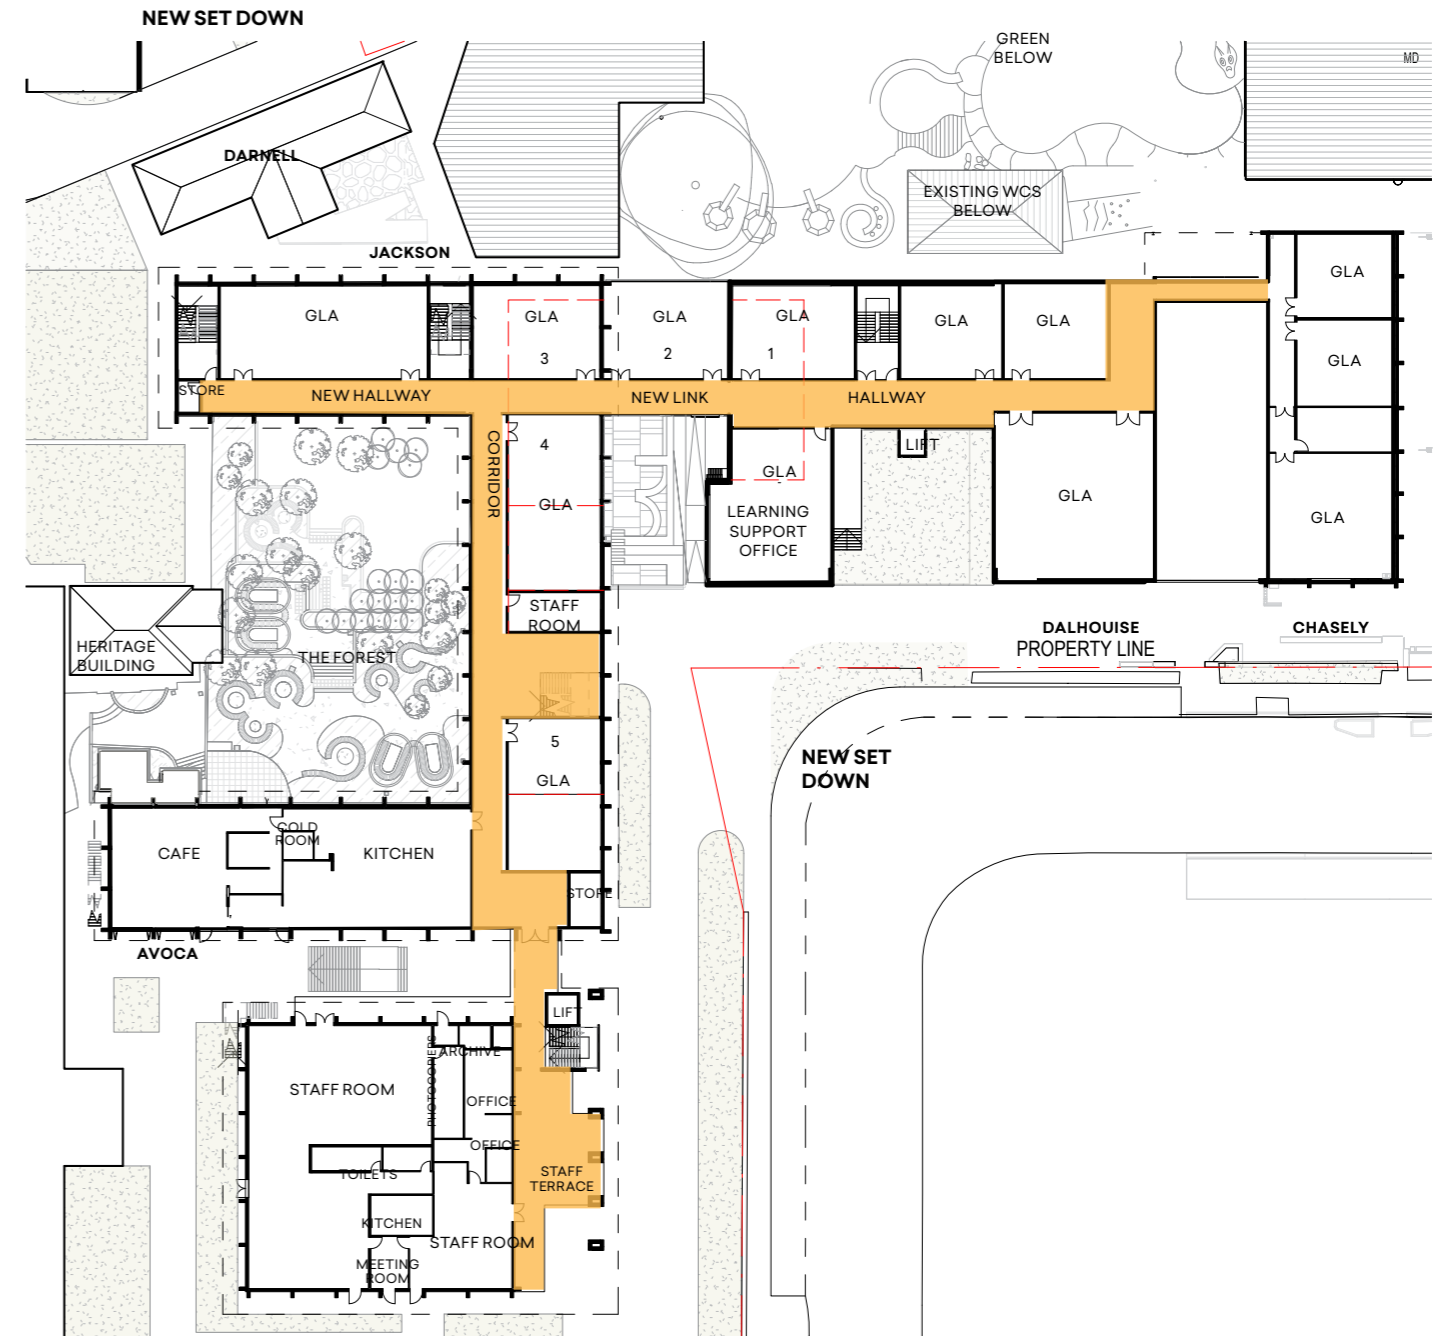 NEW SET DOWN
GREEN
BELOW
MD
DARNELL
EXISTING WCS
BELOW
JACKSON
GLA
GLA
3
GLA
2
GLA
1
GLA
GLA
GLA
GLA
STORE
NEW HALLWAY
NEW LINK
HALLWAY
CORRIDOR
4
GLA
LIFT
GLA
LEARNING
SUPPORT
OFFICE
GLA
GLA
STAFF
ROOM
HERITAGE
BUILDING
THE FOREST
DALHOUISE
PROPERTY LINE
CHASELY
5
GLA
NEW SET
DOWN
CAFE
COLD
ROOM
KITCHEN
STORE
AVOCA
LIFT
ARCHIVE
PHOTOCOPIERS
STAFF ROOM
OFFICE
OFFICE
TOILETS
STAFF
TERRACE
KITCHEN
STAFF ROOM
MEETING
ROOM